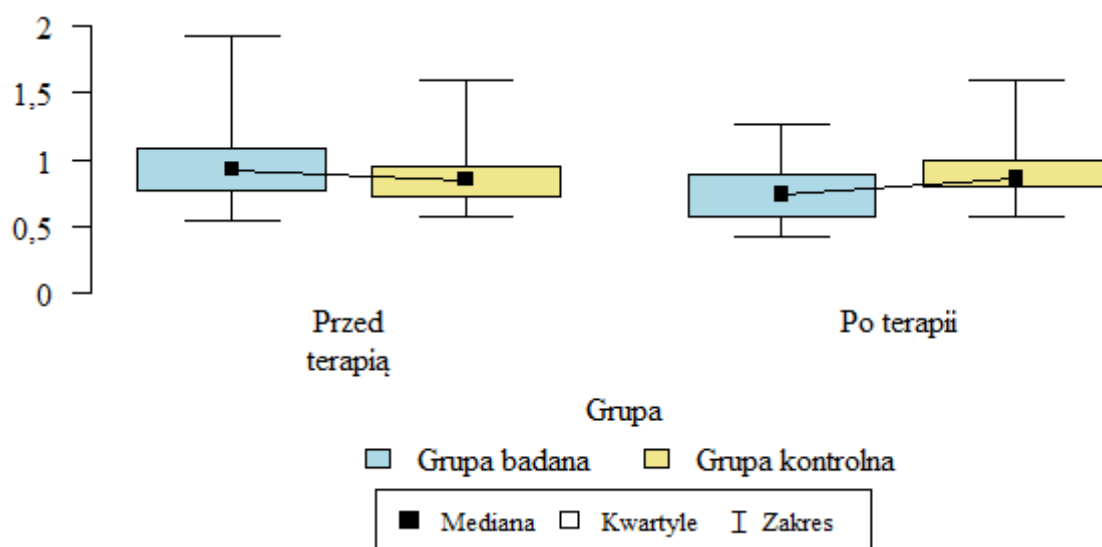 2
1,5
1
0,5
0
Przed
terapią
Po terapii
Grupa
Grupa badana Grupa kontrolna
Mediana Kwartyle Zakres